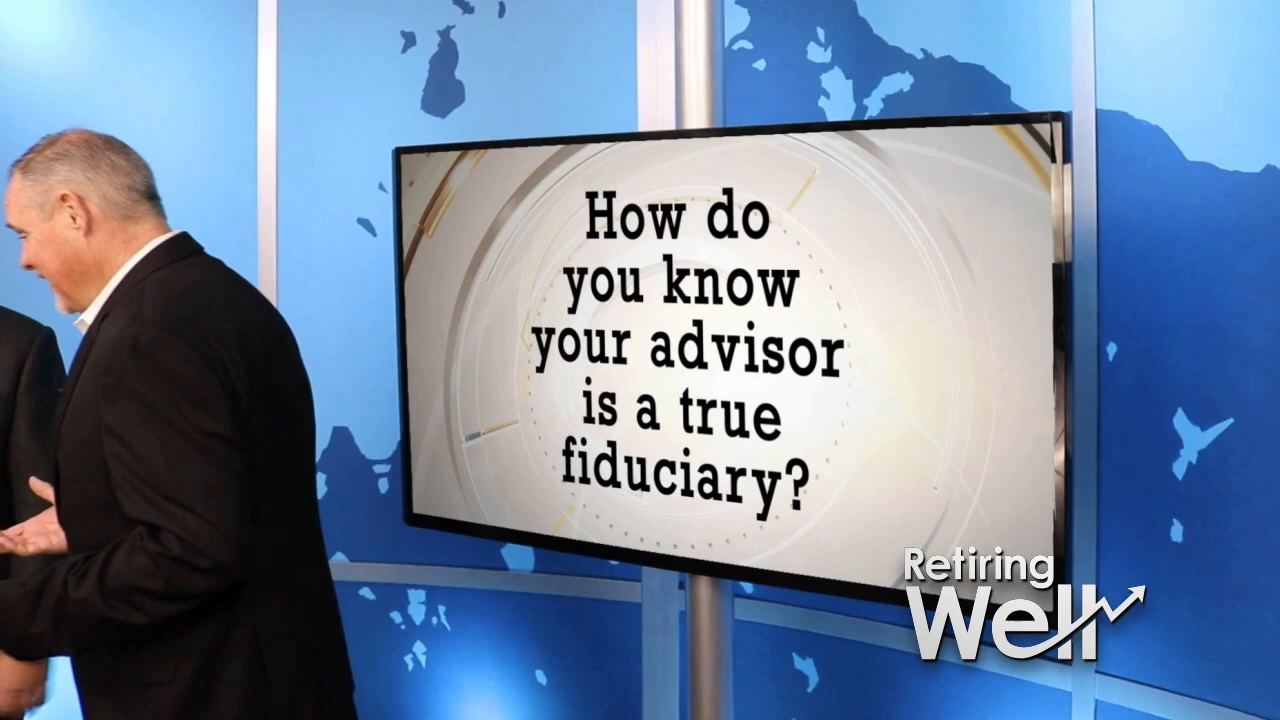 How do
you know
your advisor
is a true
fiduciary?
Retiring
Well